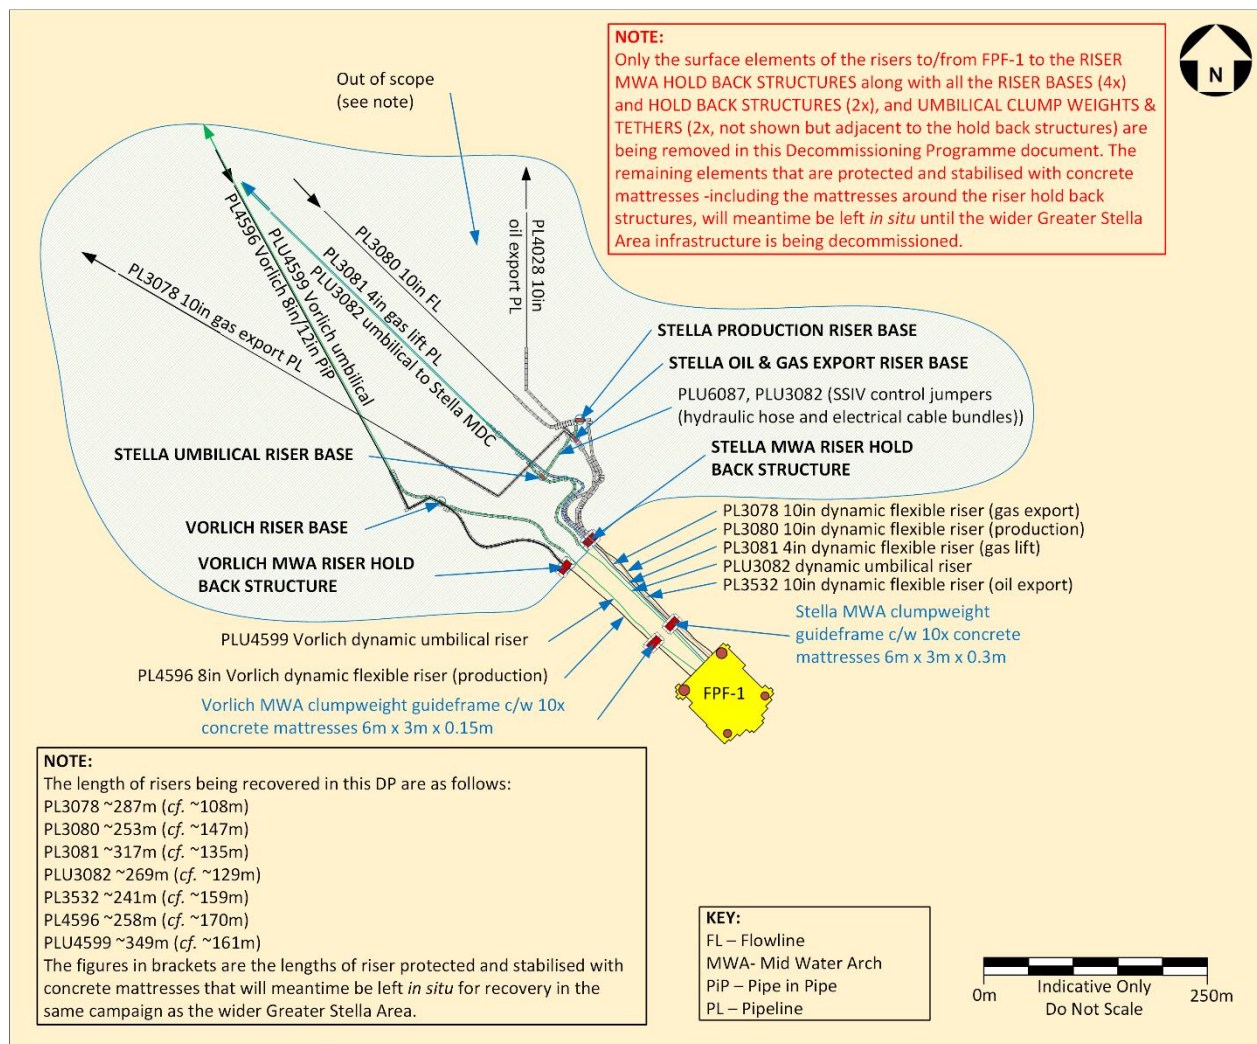 NOTE:
Only the surface elements of the risers to/from FPF-1 to the RISER
MWA HOLD BACK STRUCTURES along with all the RISER BASES (4x)
and HOLD BACK STRUCTURES (2x), and UMBILICAL CLUMP WEIGHTS &
TETHERS (2x, not shown but adjacent to the hold back structures) are
being removed in this Decommissioning Programme document. The
remaining elements that are protected and stabilised with concrete
mattresses -including the mattresses around the riser hold back
structures, will meantime be left in situ until the wider Greater Stella
Area infrastructure is being decommissioned.
N
Out of scope
(see note)
PL4596 Vorlich 8in/12in PiP
PLU4599 Vorlich umbilical
PLU3082 umbilical to Stella MDC
PL3081 4in gas lift PL
PL3080 10in FL
PL4028 10in
oil export PL
PL3078 10in gas export PL
STELLA PRODUCTION RISER BASE
STELLA OIL & GAS EXPORT RISER BASE
PLU6087, PLU3082 (SSIV control jumpers
(hydraulic hose and electrical cable bundles))
STELLA MWA RISER HOLD
BACK STRUCTURE
STELLA UMBILICAL RISER BASE
VORLICH RISER BASE
VORLICH MWA RISER HOLD
BACK STRUCTURE
PL3078 10in dynamic flexible riser (gas export)
PL3080 10in dynamic flexible riser (production)
PL3081 4in dynamic flexible riser (gas lift)
PLU3082 dynamic umbilical riser
PL3532 10in dynamic flexible riser (oil export)
Stella MWA clumpweight
guideframe c/w 10x concrete
mattresses 6m x 3m x 0.3m
PLU4599 Vorlich dynamic umbilical riser
PL4596 8in Vorlich dynamic flexible riser (production)
Vorlich MWA clumpweight guideframe c/w 10x
concrete mattresses 6m x 3m x 0.15m
FPF-1
NOTE:
The length of risers being recovered in this DP are as follows:
PL3078 ~287m (cf. ~108m)
PL3080 ~253m (cf. ~147m)
PL3081 ~317m (cf. ~135m)
PLU3082 ~269m (cf. ~129m)
PL3532 ~241m (cf. ~159m)
PL4596 ~258m (cf. ~170m)
PLU4599 ~349m (cf. ~161m)
The figures in brackets are the lengths of riser protected and stabilised with
concrete mattresses that will meantime be left in situ for recovery in the
same campaign as the wider Greater Stella Area.
KEY:
FL – Flowline
MWA- Mid Water Arch
PiP – Pipe in Pipe
PL – Pipeline
0m
Indicative Only
Do Not Scale
250m